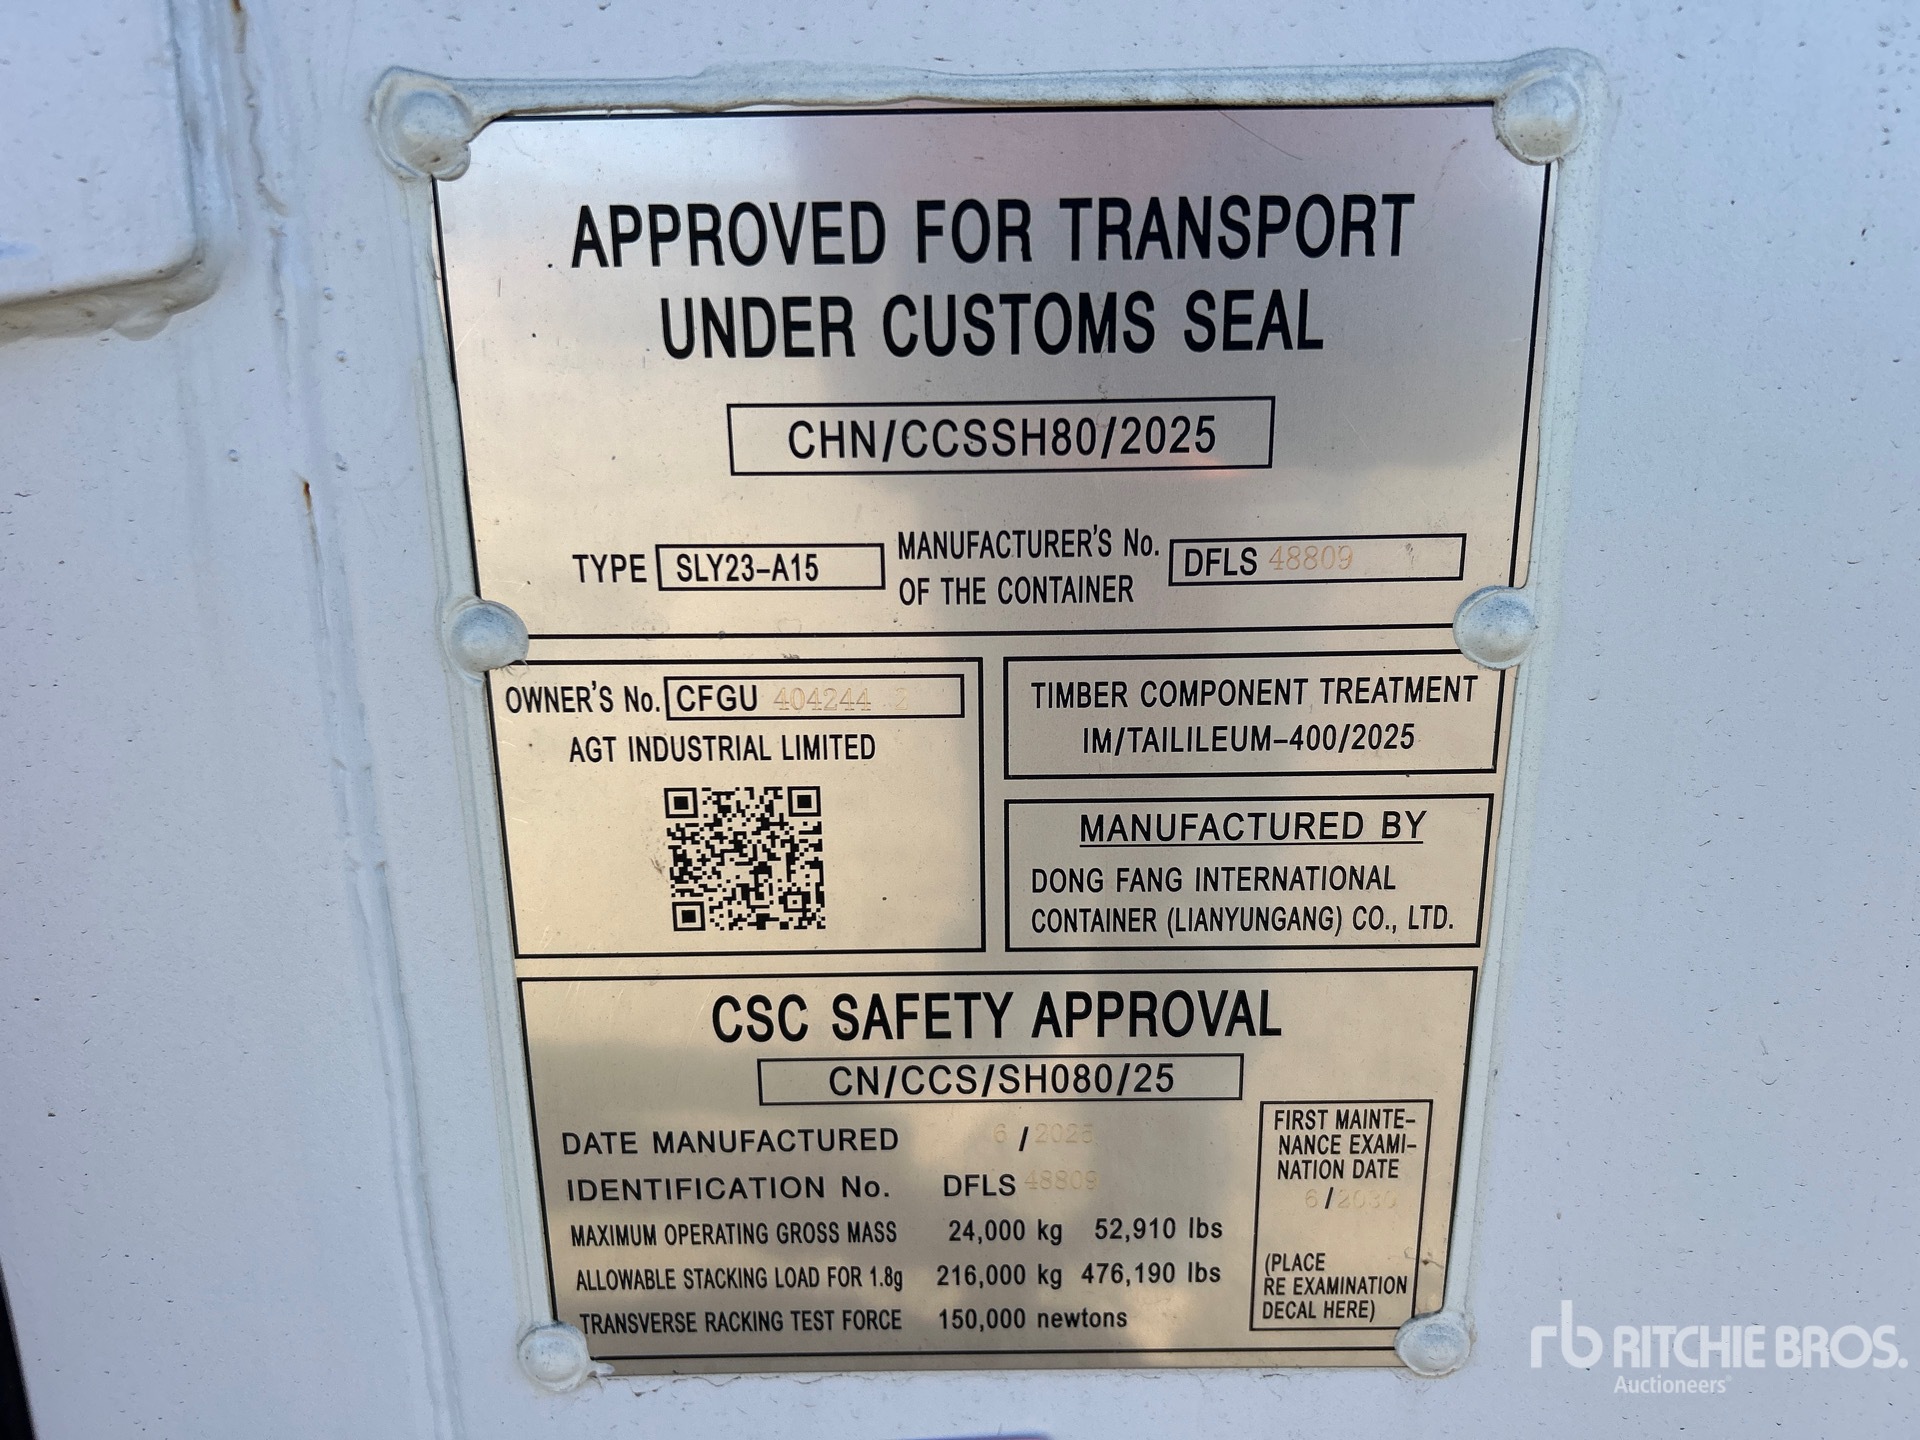 APPROVED FOR TRANSPORT
UNDER CUSTOMS SEAL
CHN/CCSSH80/2025
TYPE SLY23-A15
MANUFACTURER'S No.
OF THE CONTAINER
DFLS 48809
OWNER'S No. CFGU 404244 2
AGT INDUSTRIAL LIMITED
TIMBER COMPONENT TREATMENT
IM/TAILILEUM-400/2025
MANUFACTURED BY
DONG FANG INTERNATIONAL
CONTAINER (LIANYUNGANG) CO., LTD.
CSC SAFETY APPROVAL
CN/CCS/SH080/25
DATE MANUFACTURED 6 / 2025
IDENTIFICATION No. DFLS 48809
MAXIMUM OPERATING GROSS MASS 24,000 kg 52,910 lbs
ALLOWABLE STACKING LOAD FOR 1.8g 216,000 kg 476,190 lbs
TRANSVERSE RACKING TEST FORCE 150,000 newtons
FIRST MAINTE-
NANCE EXAMI-
NATION DATE
6/2030
(PLACE
RE EXAMINATION
DECAL HERE)
rb RITCHIE BROS.
Auctioneers